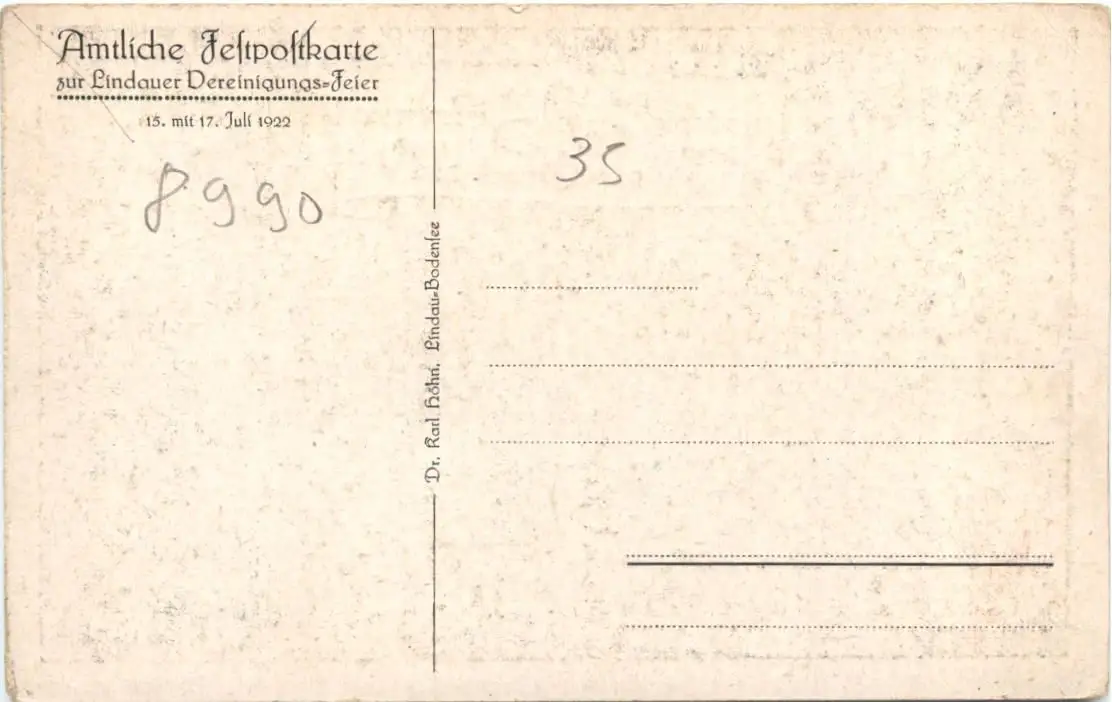 Amtliche Festpostkarte
zur Lindauer Vereinigungs=Feier
15. mit 17. Juli 1922
8990
35
Dr. Karl Höhn, Lindau=Bodensee